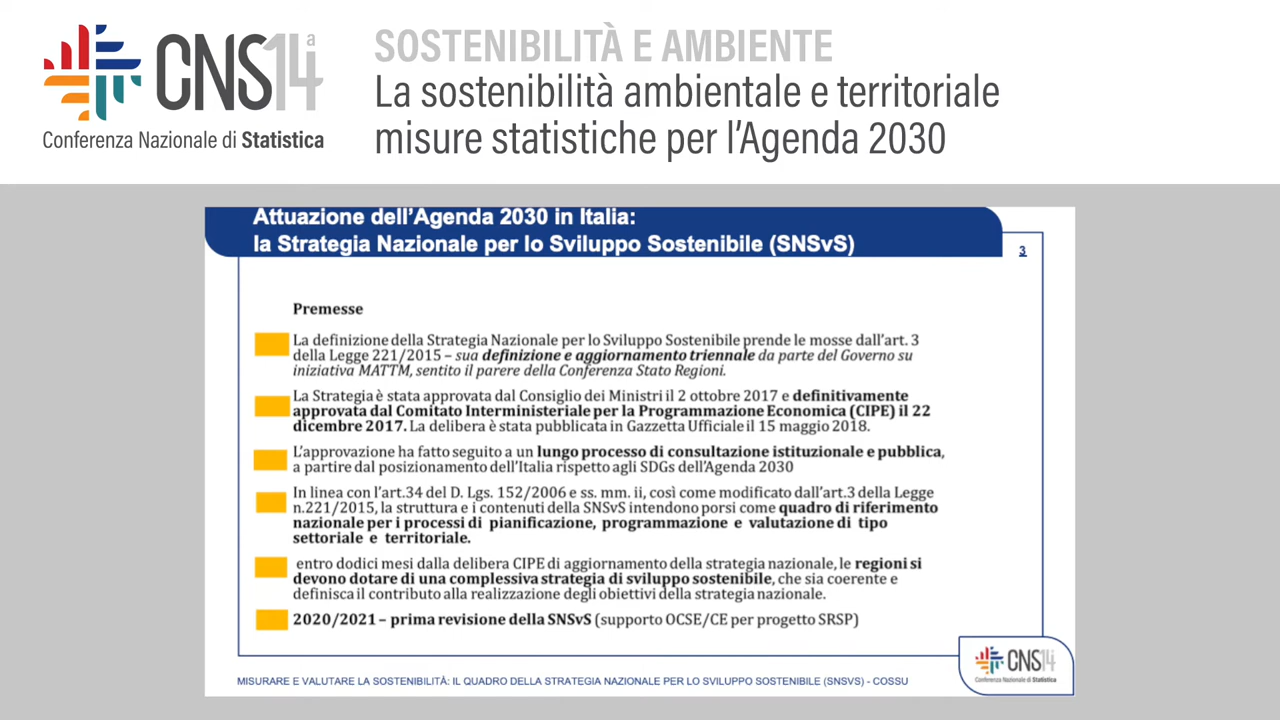 CNS14a
Conferenza Nazionale di Statistica
SOSTENIBILITÀ E AMBIENTE
La sostenibilità ambientale e territoriale
misure statistiche per l'Agenda 2030
Attuazione dell'Agenda 2030 in Italia:
la Strategia Nazionale per lo Sviluppo Sostenibile (SNSvS)
3
Premesse
La definizione della Strategia Nazionale per lo Sviluppo Sostenibile prende le mosse dall'art. 3
della Legge 221/2015 – sua definizione e aggiornamento triennale da parte del Governo su
iniziativa MATTM, sentito il parere della Conferenza Stato Regioni.
La Strategia è stata approvata dal Consiglio dei Ministri il 2 ottobre 2017 e definitivamente
approvata dal Comitato Interministeriale per la Programmazione Economica (CIPE) il 22
dicembre 2017. La delibera è stata pubblicata in Gazzetta Ufficiale il 15 maggio 2018.
L'approvazione ha fatto seguito a un lungo processo di consultazione istituzionale e pubblica,
a partire dal posizionamento dell'Italia rispetto agli SDGs dell'Agenda 2030
In linea con l'art.34 del D. Lgs. 152/2006 e ss. mm. ii, così come modificato dall'art.3 della Legge
n.221/2015, la struttura e i contenuti della SNSvS intendono porsi come quadro di riferimento
nazionale per i processi di pianificazione, programmazione e valutazione di tipo
settoriale e territoriale.
entro dodici mesi dalla delibera CIPE di aggiornamento della strategia nazionale, le regioni si
devono dotare di una complessiva strategia di sviluppo sostenibile, che sia coerente e
definisca il contributo alla realizzazione degli obiettivi della strategia nazionale.
2020/2021 – prima revisione della SNSvS (supporto OCSE/CE per progetto SRSP)
MISURARE E VALUTARE LA SOSTENIBILITÀ: IL QUADRO DELLA STRATEGIA NAZIONALE PER LO SVILUPPO SOSTENIBILE (SNSVS) - COSSU
CNS14a
Conferenza Nazionale di Statistica